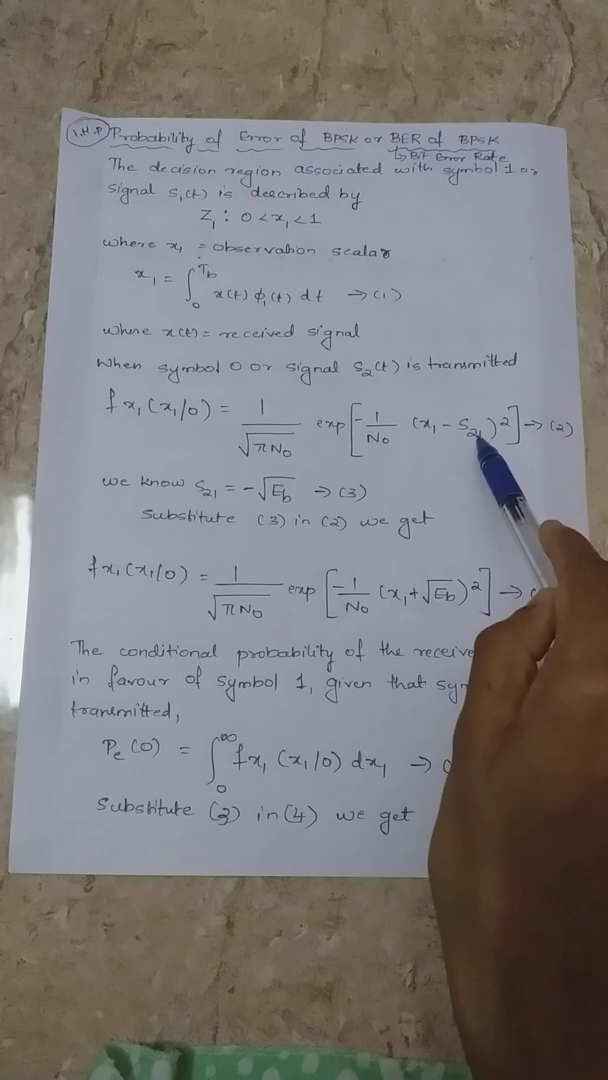 I.H.P Probability of Error of BPSK or BER of BPSK
↳ Bit Error Rate
The decision region associated with symbol 1 or
signal s₁(t) is described by
Z₁ : 0 < x₁ < 1
where x₁ = observation scalar
x₁ = ∫₀^Tb x(t) φ₁(t) dt → (1)
where x(t) = received signal
when symbol 0 or signal s₂(t) is transmitted
fx₁(x₁/0) = 1/√(πN₀) exp[-1/N₀ (x₁ - S₂₁)²] → (2)
we know S₂₁ = -√Eb → (3)
Substitute (3) in (2) we get
fx₁(x₁/0) = 1/√(πN₀) exp[-1/N₀ (x₁ + √Eb)²] →
The conditional probability of the
in favour of symbol 1, given that
transmitted,
Pe(0) = ∫₀^∞ fx₁(x₁/0) dx₁ →
Substitute (3) in (4) we get